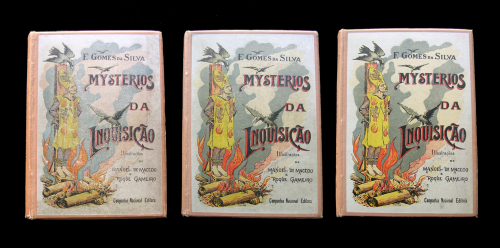 F. GOMES DA SILVA
MYSTERIOS
DA
INQUISIÇÃO
Illustrações
DE
MANUEL DE MACEDO
E
ROQUE GAMEIRO
Companhia Nacional Editora
F. GOMES DA SILVA
MYSTERIOS
DA
INQUISIÇÃO
Illustrações
DE
MANUEL DE MACEDO
E
ROQUE GAMEIRO
Companhia Nacional Editora
F. GOMES DA SILVA
MYSTERIOS
DA
INQUISIÇÃO
Illustrações
DE
MANUEL DE MACEDO
E
ROQUE GAMEIRO
Companhia Nacional Editora